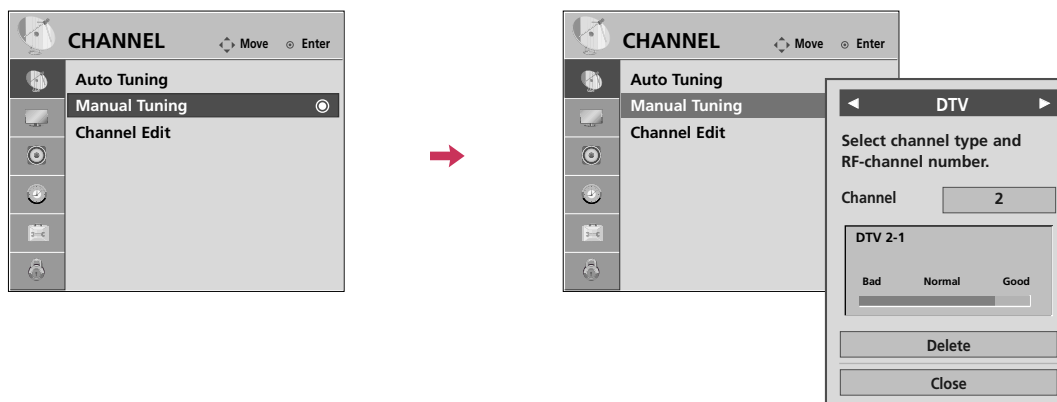 CHANNEL Move Enter
Auto Tuning
Manual Tuning
Channel Edit
CHANNEL Move Enter
Auto Tuning
Manual Tuning
Channel Edit
DTV
Select channel type and
RF-channel number.
Channel 2
DTV 2-1
Bad Normal Good
Delete
Close